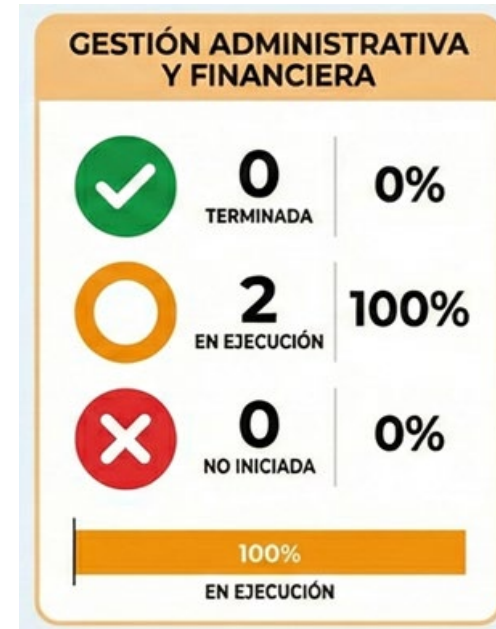 GESTIÓN ADMINISTRATIVA
Y FINANCIERA
0 0%
TERMINADA
2 100%
EN EJECUCIÓN
0 0%
NO INICIADA
100%
EN EJECUCIÓN